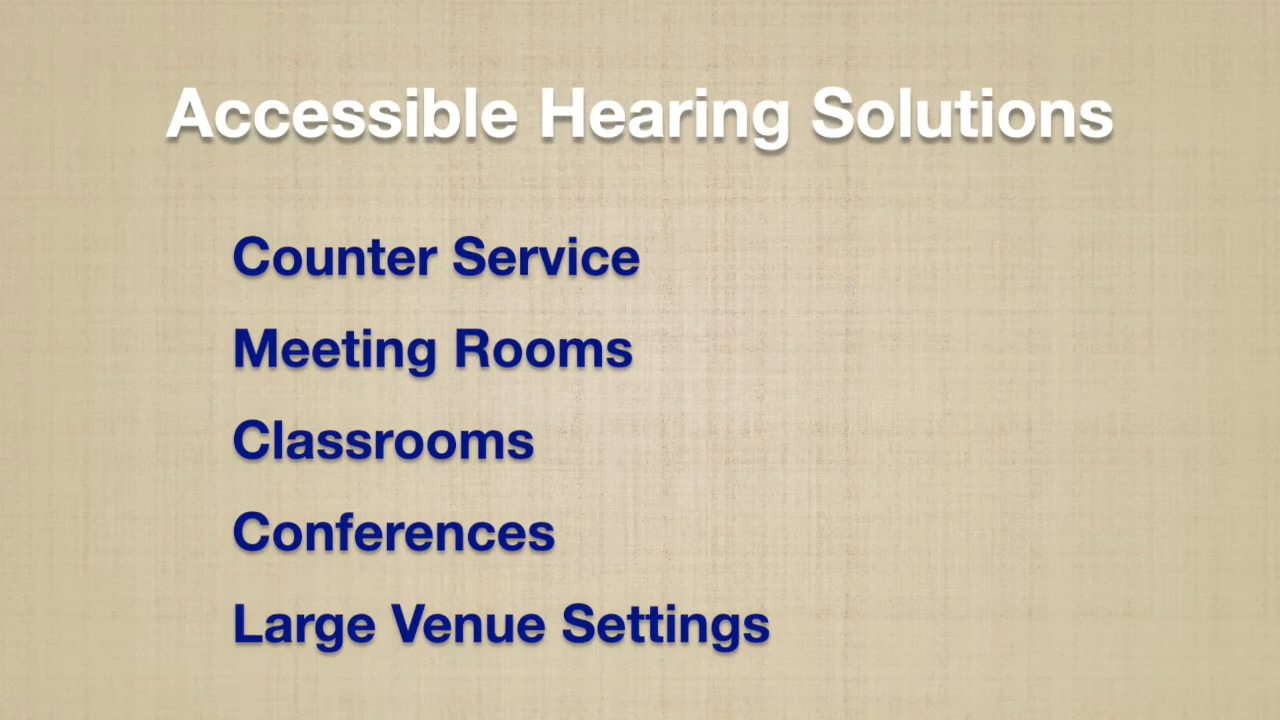 Accessible Hearing Solutions
Counter Service
Meeting Rooms
Classrooms
Conferences
Large Venue Settings